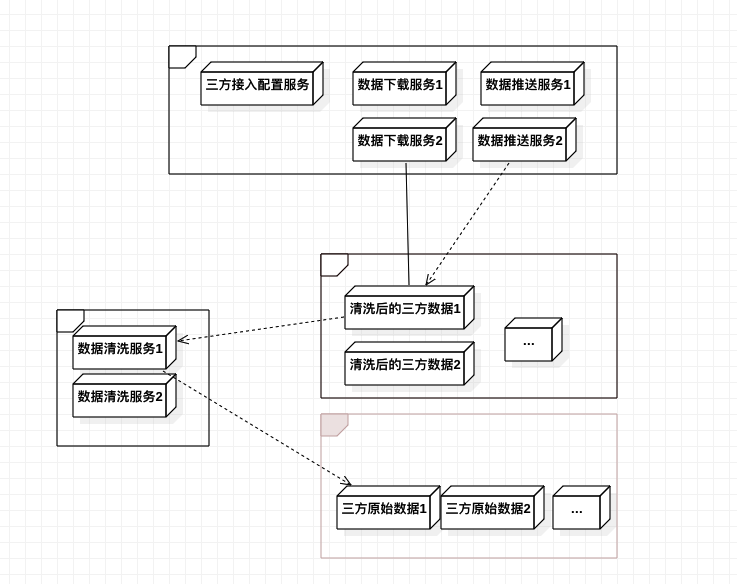 三方接入配置服务
数据下载服务1
数据推送服务1
数据下载服务2
数据推送服务2
清洗后的三方数据1
清洗后的三方数据2
...
数据清洗服务1
数据清洗服务2
三方原始数据1
三方原始数据2
...